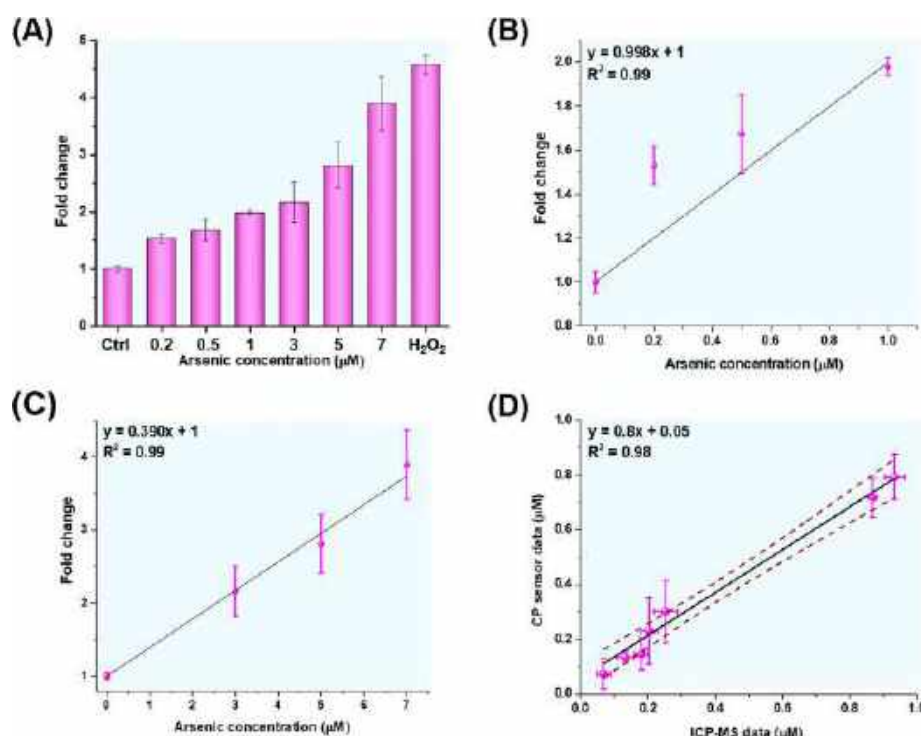 (A)
Fold change
6
5
4
3
2
1
0
Ctrl 0.2 0.5 1 3 5 7 H₂O₂
Arsenic concentration (μM)
(B)
y = 0.998x + 1
R² = 0.99
Fold change
2.0
1.8
1.6
1.4
1.2
1.0
0.8
0.0 0.2 0.4 0.6 0.8 1.0
Arsenic concentration (μM)
(C)
y = 0.390x + 1
R² = 0.99
Fold change
4
3
2
1
0 1 2 3 4 5 6 7
Arsenic concentration (μM)
(D)
y = 0.8x + 0.05
R² = 0.98
CP sensor data (μM)
1.0
0.8
0.6
0.4
0.2
0.0
0.0 0.2 0.4 0.6 0.8 1.0
ICP-MS data (μM)